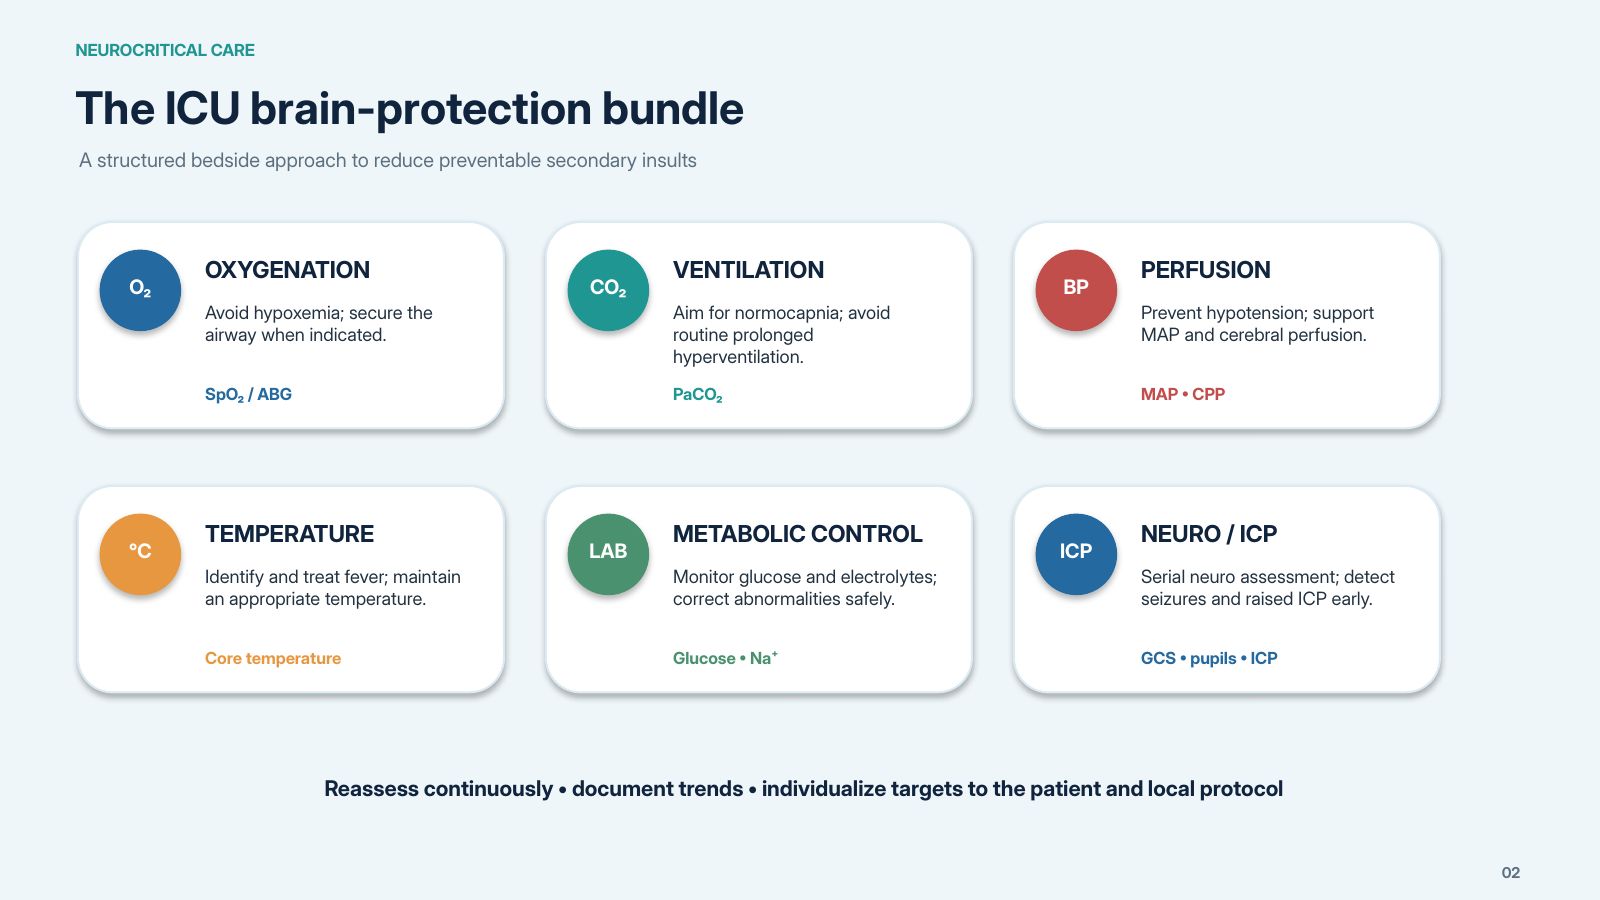 NEUROCRITICAL CARE
The ICU brain-protection bundle
A structured bedside approach to reduce preventable secondary insults
O₂
OXYGENATION
Avoid hypoxemia; secure the
airway when indicated.
SpO₂ / ABG
CO₂
VENTILATION
Aim for normocapnia; avoid
routine prolonged
hyperventilation.
PaCO₂
BP
PERFUSION
Prevent hypotension; support
MAP and cerebral perfusion.
MAP • CPP
°C
TEMPERATURE
Identify and treat fever; maintain
an appropriate temperature.
Core temperature
LAB
METABOLIC CONTROL
Monitor glucose and electrolytes;
correct abnormalities safely.
Glucose • Na⁺
ICP
NEURO / ICP
Serial neuro assessment; detect
seizures and raised ICP early.
GCS • pupils • ICP
Reassess continuously • document trends • individualize targets to the patient and local protocol
02